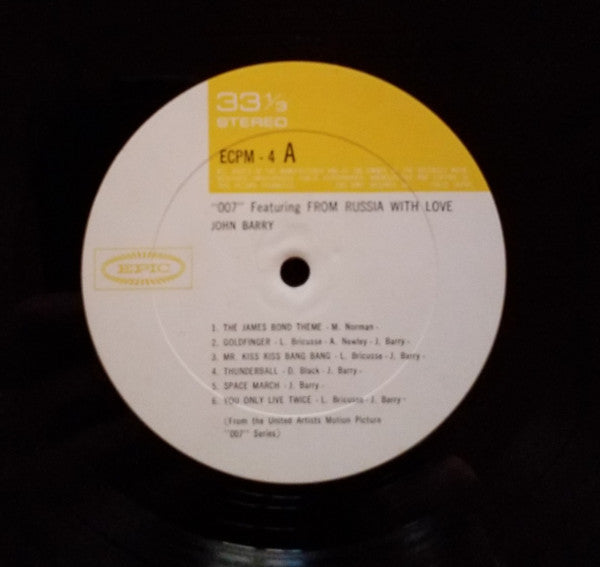 33 1/3
STEREO
ECPM - 4 A
"007" Featuring FROM RUSSIA WITH LOVE
JOHN BARRY
EPIC
1. THE JAMES BOND THEME - M. Norman -
2. GOLDFINGER - L. Bricusse - A. Newley - J. Barry -
3. MR. KISS KISS BANG BANG - L. Bricusse - J. Barry -
4. THUNDERBALL - D. Black - J. Barry -
5. SPACE MARCH - J. Barry -
6. YOU ONLY LIVE TWICE - L. Bricusse - J. Barry -
(From the United Artists Motion Picture
"007" Series)